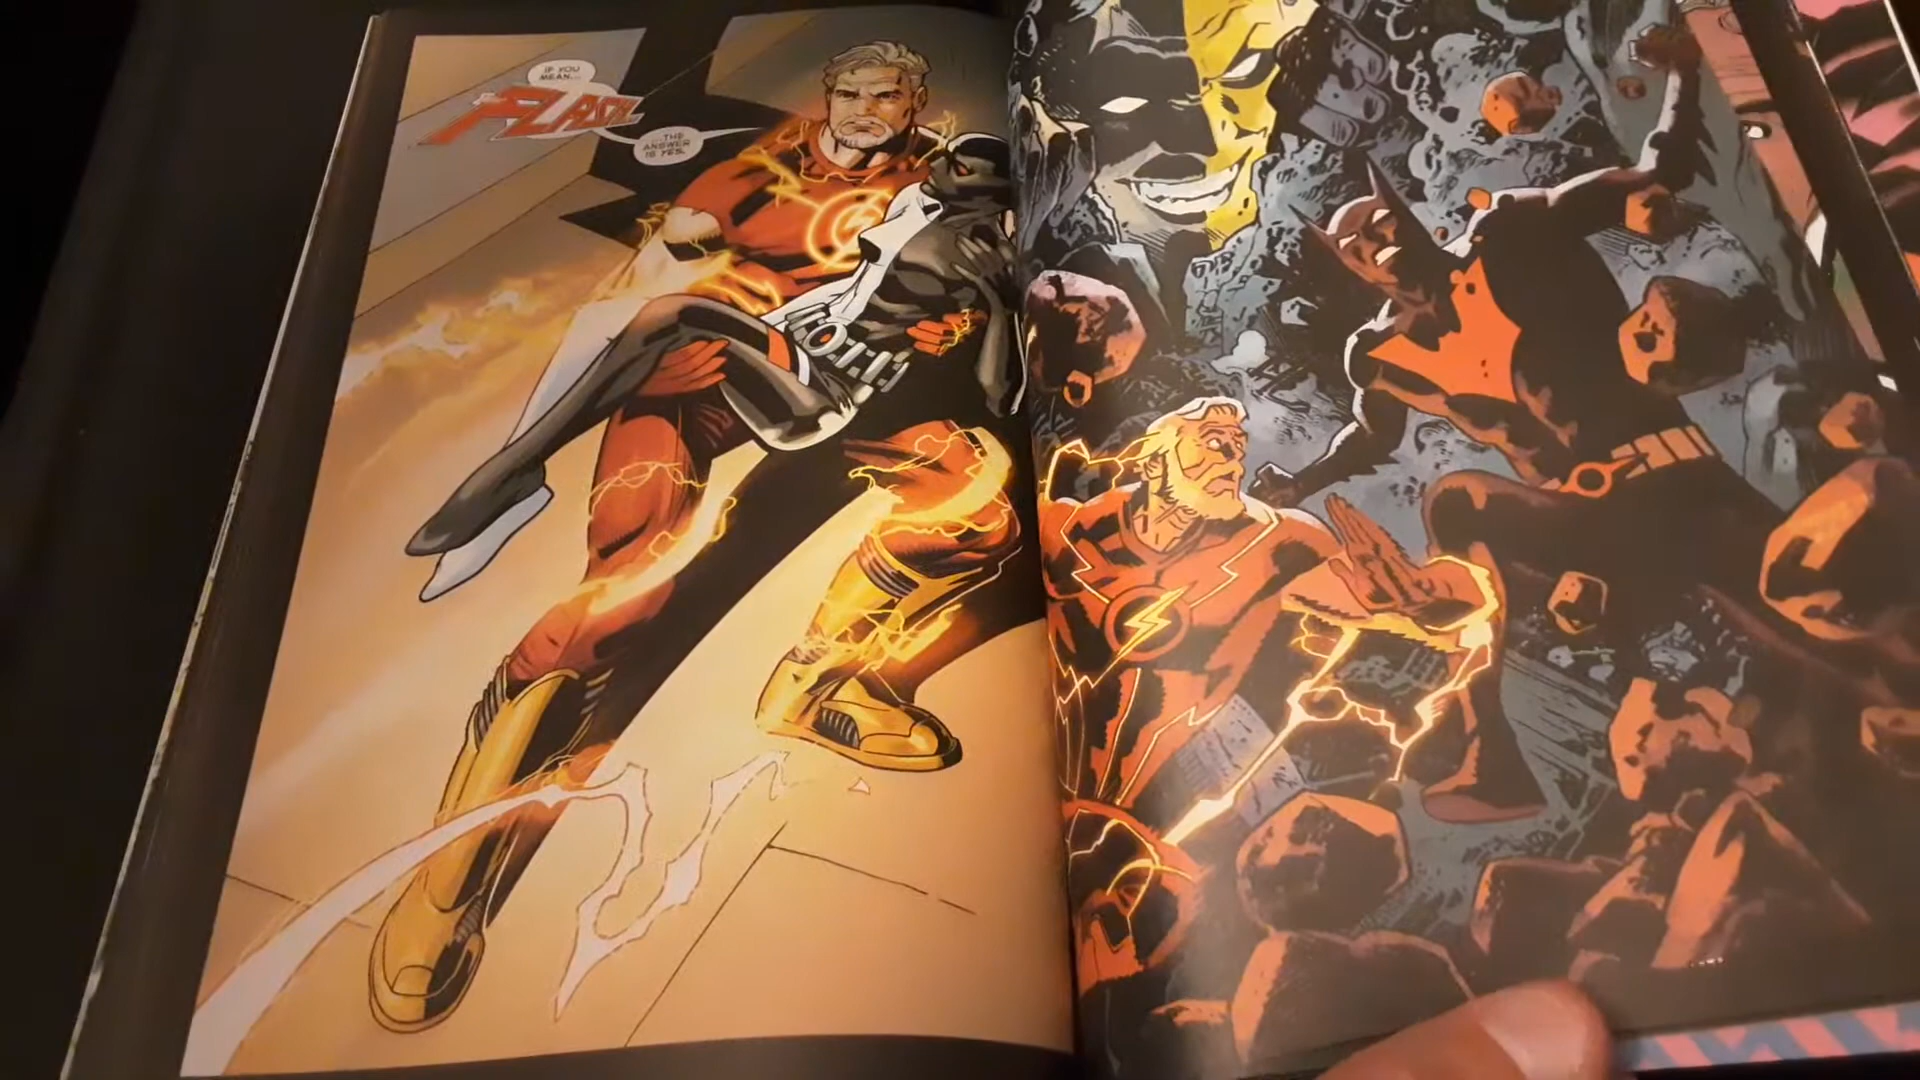 IF YOU
MEAN...
FLASH
...THE
ANSWER
IS YES.